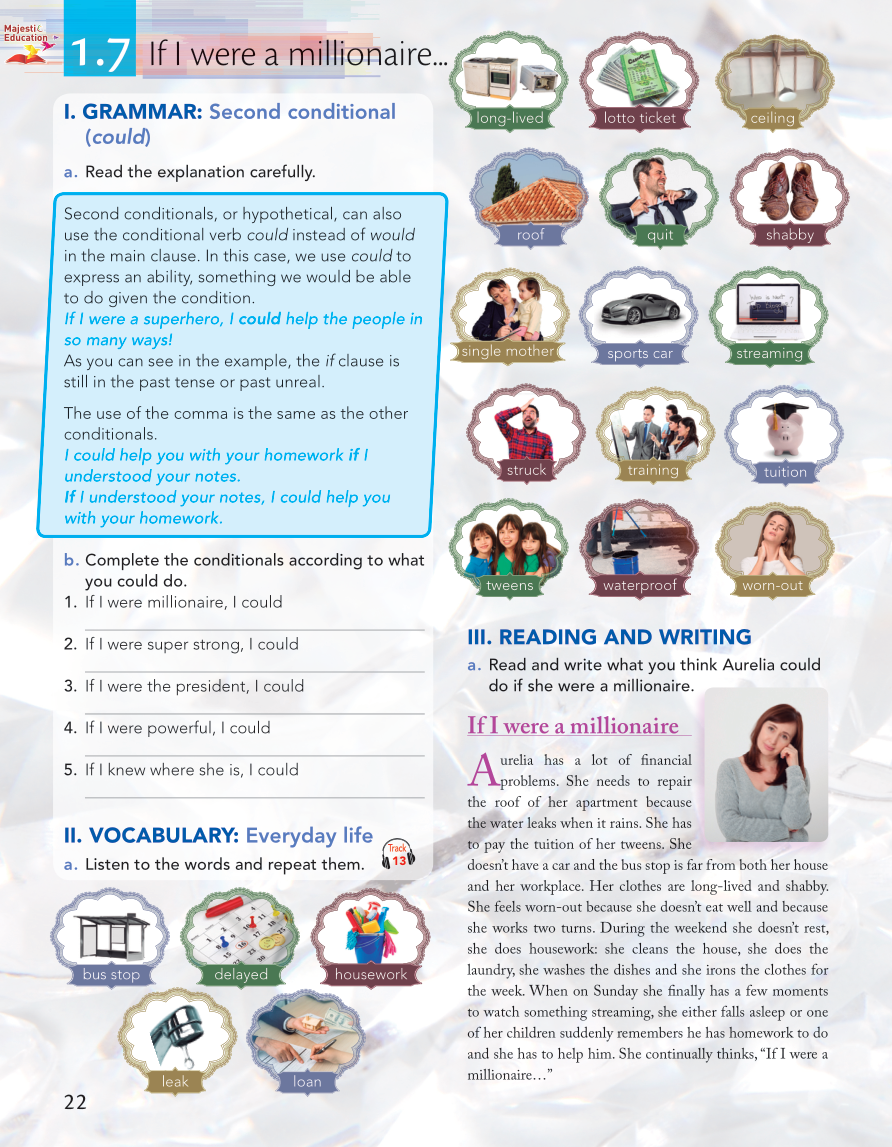 Majestic
Education
1.7 If I were a millionaire...
I. GRAMMAR: Second conditional
(could)
a. Read the explanation carefully.
Second conditionals, or hypothetical, can also
use the conditional verb could instead of would
in the main clause. In this case, we use could to
express an ability, something we would be able
to do given the condition.
If I were a superhero, I could help the people in
so many ways!
As you can see in the example, the if clause is
still in the past tense or past unreal.
The use of the comma is the same as the other
conditionals.
I could help you with your homework if I
understood your notes.
If I understood your notes, I could help you
with your homework.
b. Complete the conditionals according to what
you could do.
1. If I were millionaire, I could
2. If I were super strong, I could
3. If I were the president, I could
4. If I were powerful, I could
5. If I knew where she is, I could
II. VOCABULARY: Everyday life
a. Listen to the words and repeat them.
Track
13
bus stop
delayed
housework
leak
loan
22
long-lived
lotto ticket
ceiling
roof
quit
shabby
single mother
sports car
streaming
struck
training
tuition
tweens
waterproof
worn-out
III. READING AND WRITING
a. Read and write what you think Aurelia could
do if she were a millionaire.
If I were a millionaire
Aurelia has a lot of financial
problems. She needs to repair
the roof of her apartment because
the water leaks when it rains. She has
to pay the tuition of her tweens. She
doesn't have a car and the bus stop is far from both her house
and her workplace. Her clothes are long-lived and shabby.
She feels worn-out because she doesn't eat well and because
she works two turns. During the weekend she doesn't rest,
she does housework: she cleans the house, she does the
laundry, she washes the dishes and she irons the clothes for
the week. When on Sunday she finally has a few moments
to watch something streaming, she either falls asleep or one
of her children suddenly remembers he has homework to do
and she has to help him. She continually thinks, "If I were a
millionaire…"